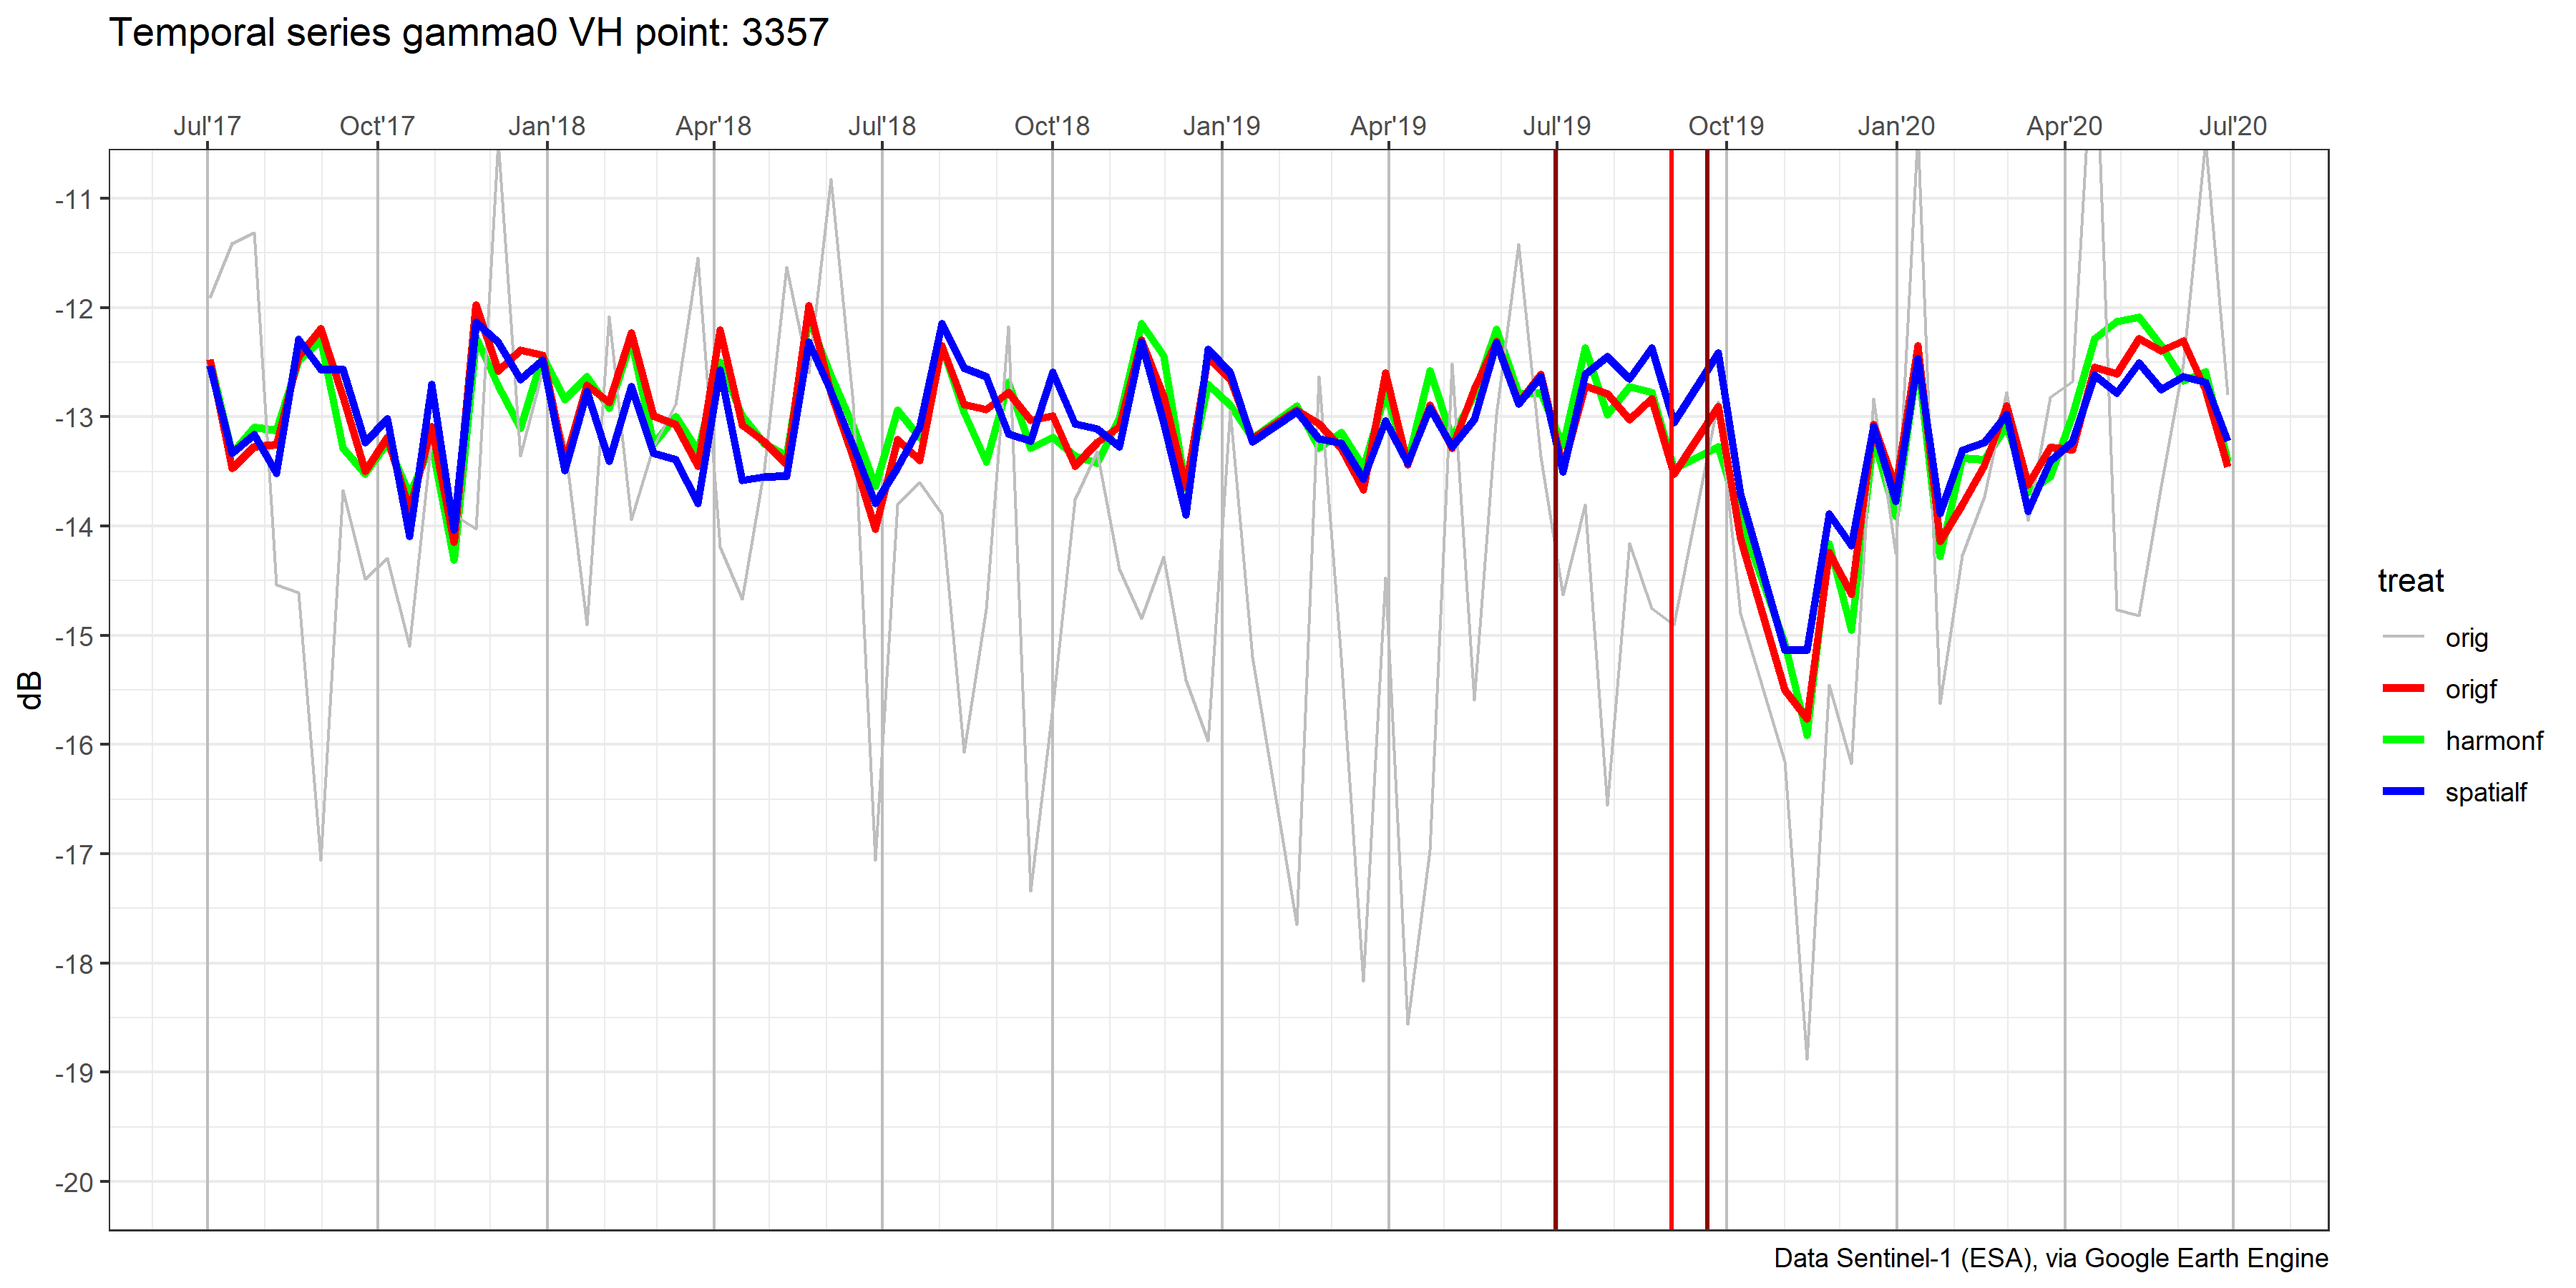 Temporal series gamma0 VH point: 3357
Jul'17 Oct'17 Jan'18 Apr'18 Jul'18 Oct'18 Jan'19 Apr'19 Jul'19 Oct'19 Jan'20 Apr'20 Jul'20
-11
-12
-13
-14
-15
-16
-17
-18
-19
-20
dB
treat
orig
origf
harmonf
spatialf
Data Sentinel-1 (ESA), via Google Earth Engine